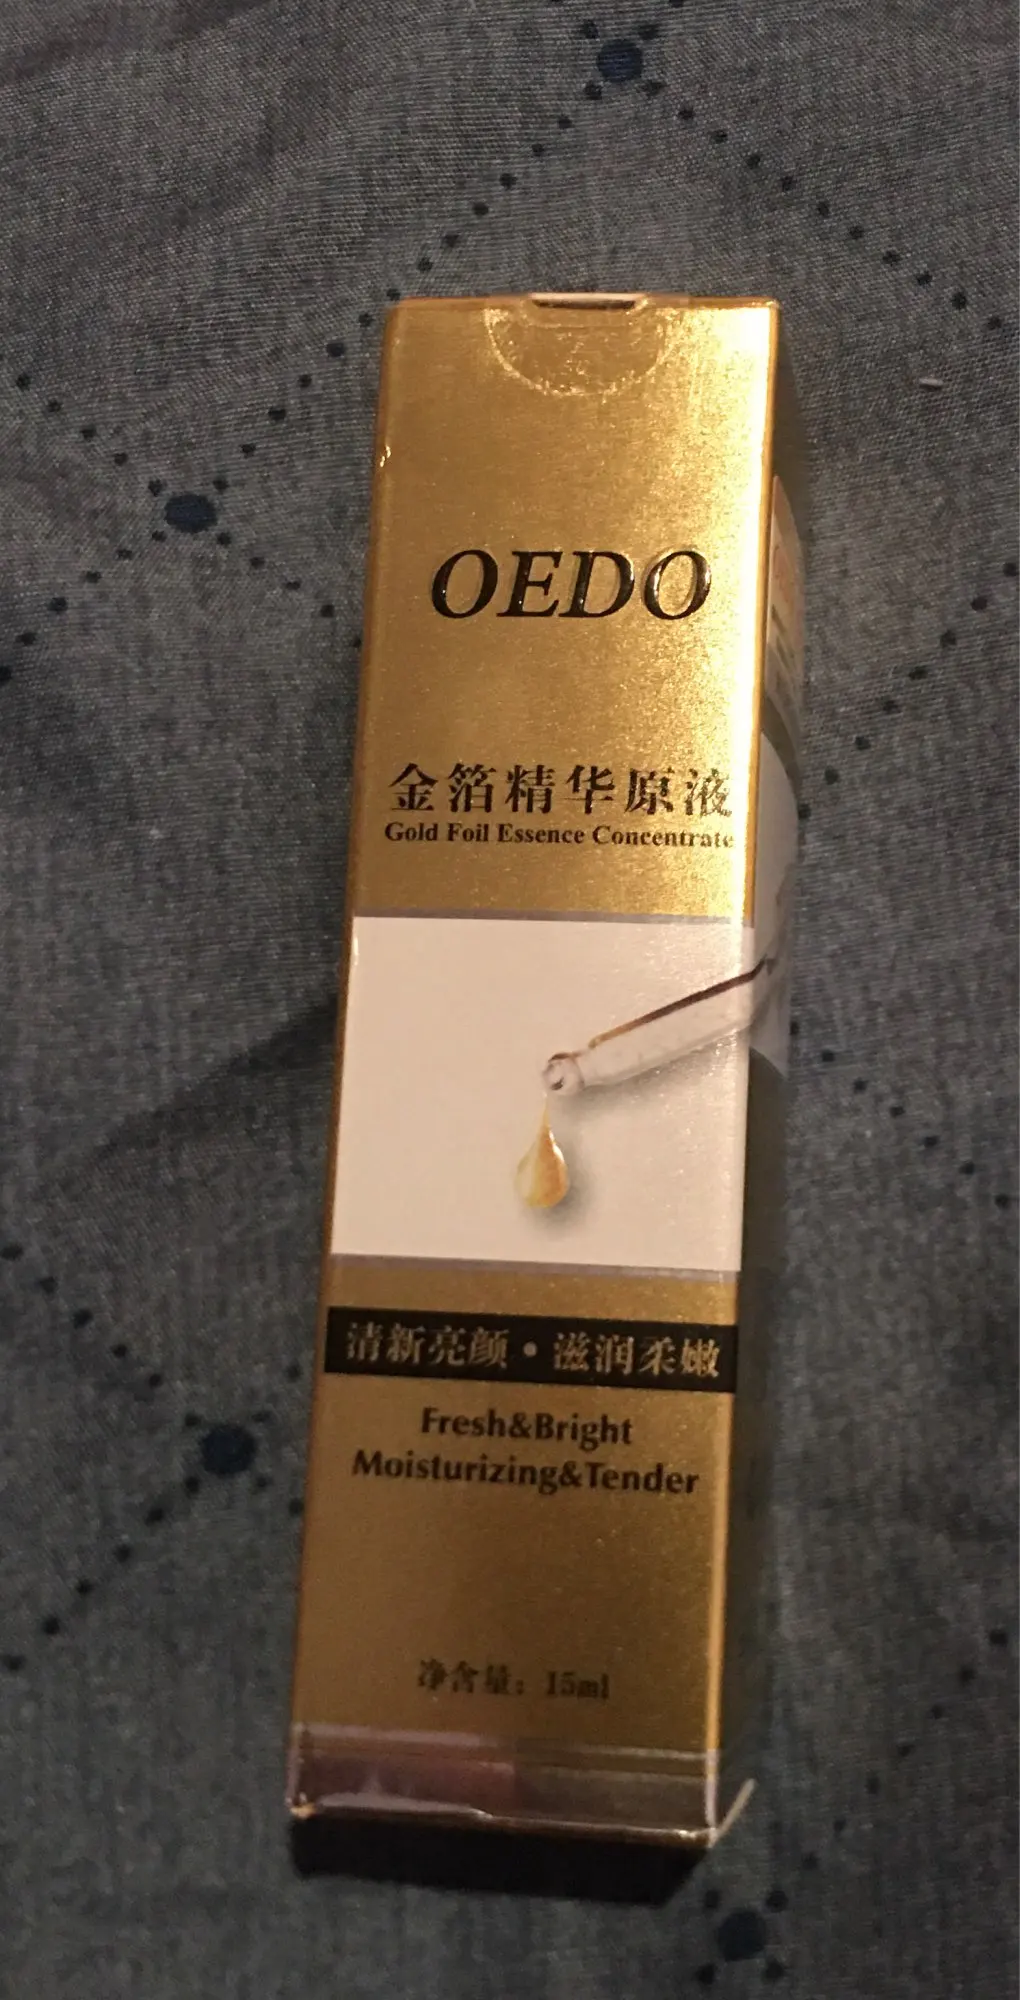 OEDO
金箔精华原液
Gold Foil Essence Concentrate
清新亮颜·滋润柔嫩
Fresh&Bright
Moisturizing&Tender
净含量：15ml